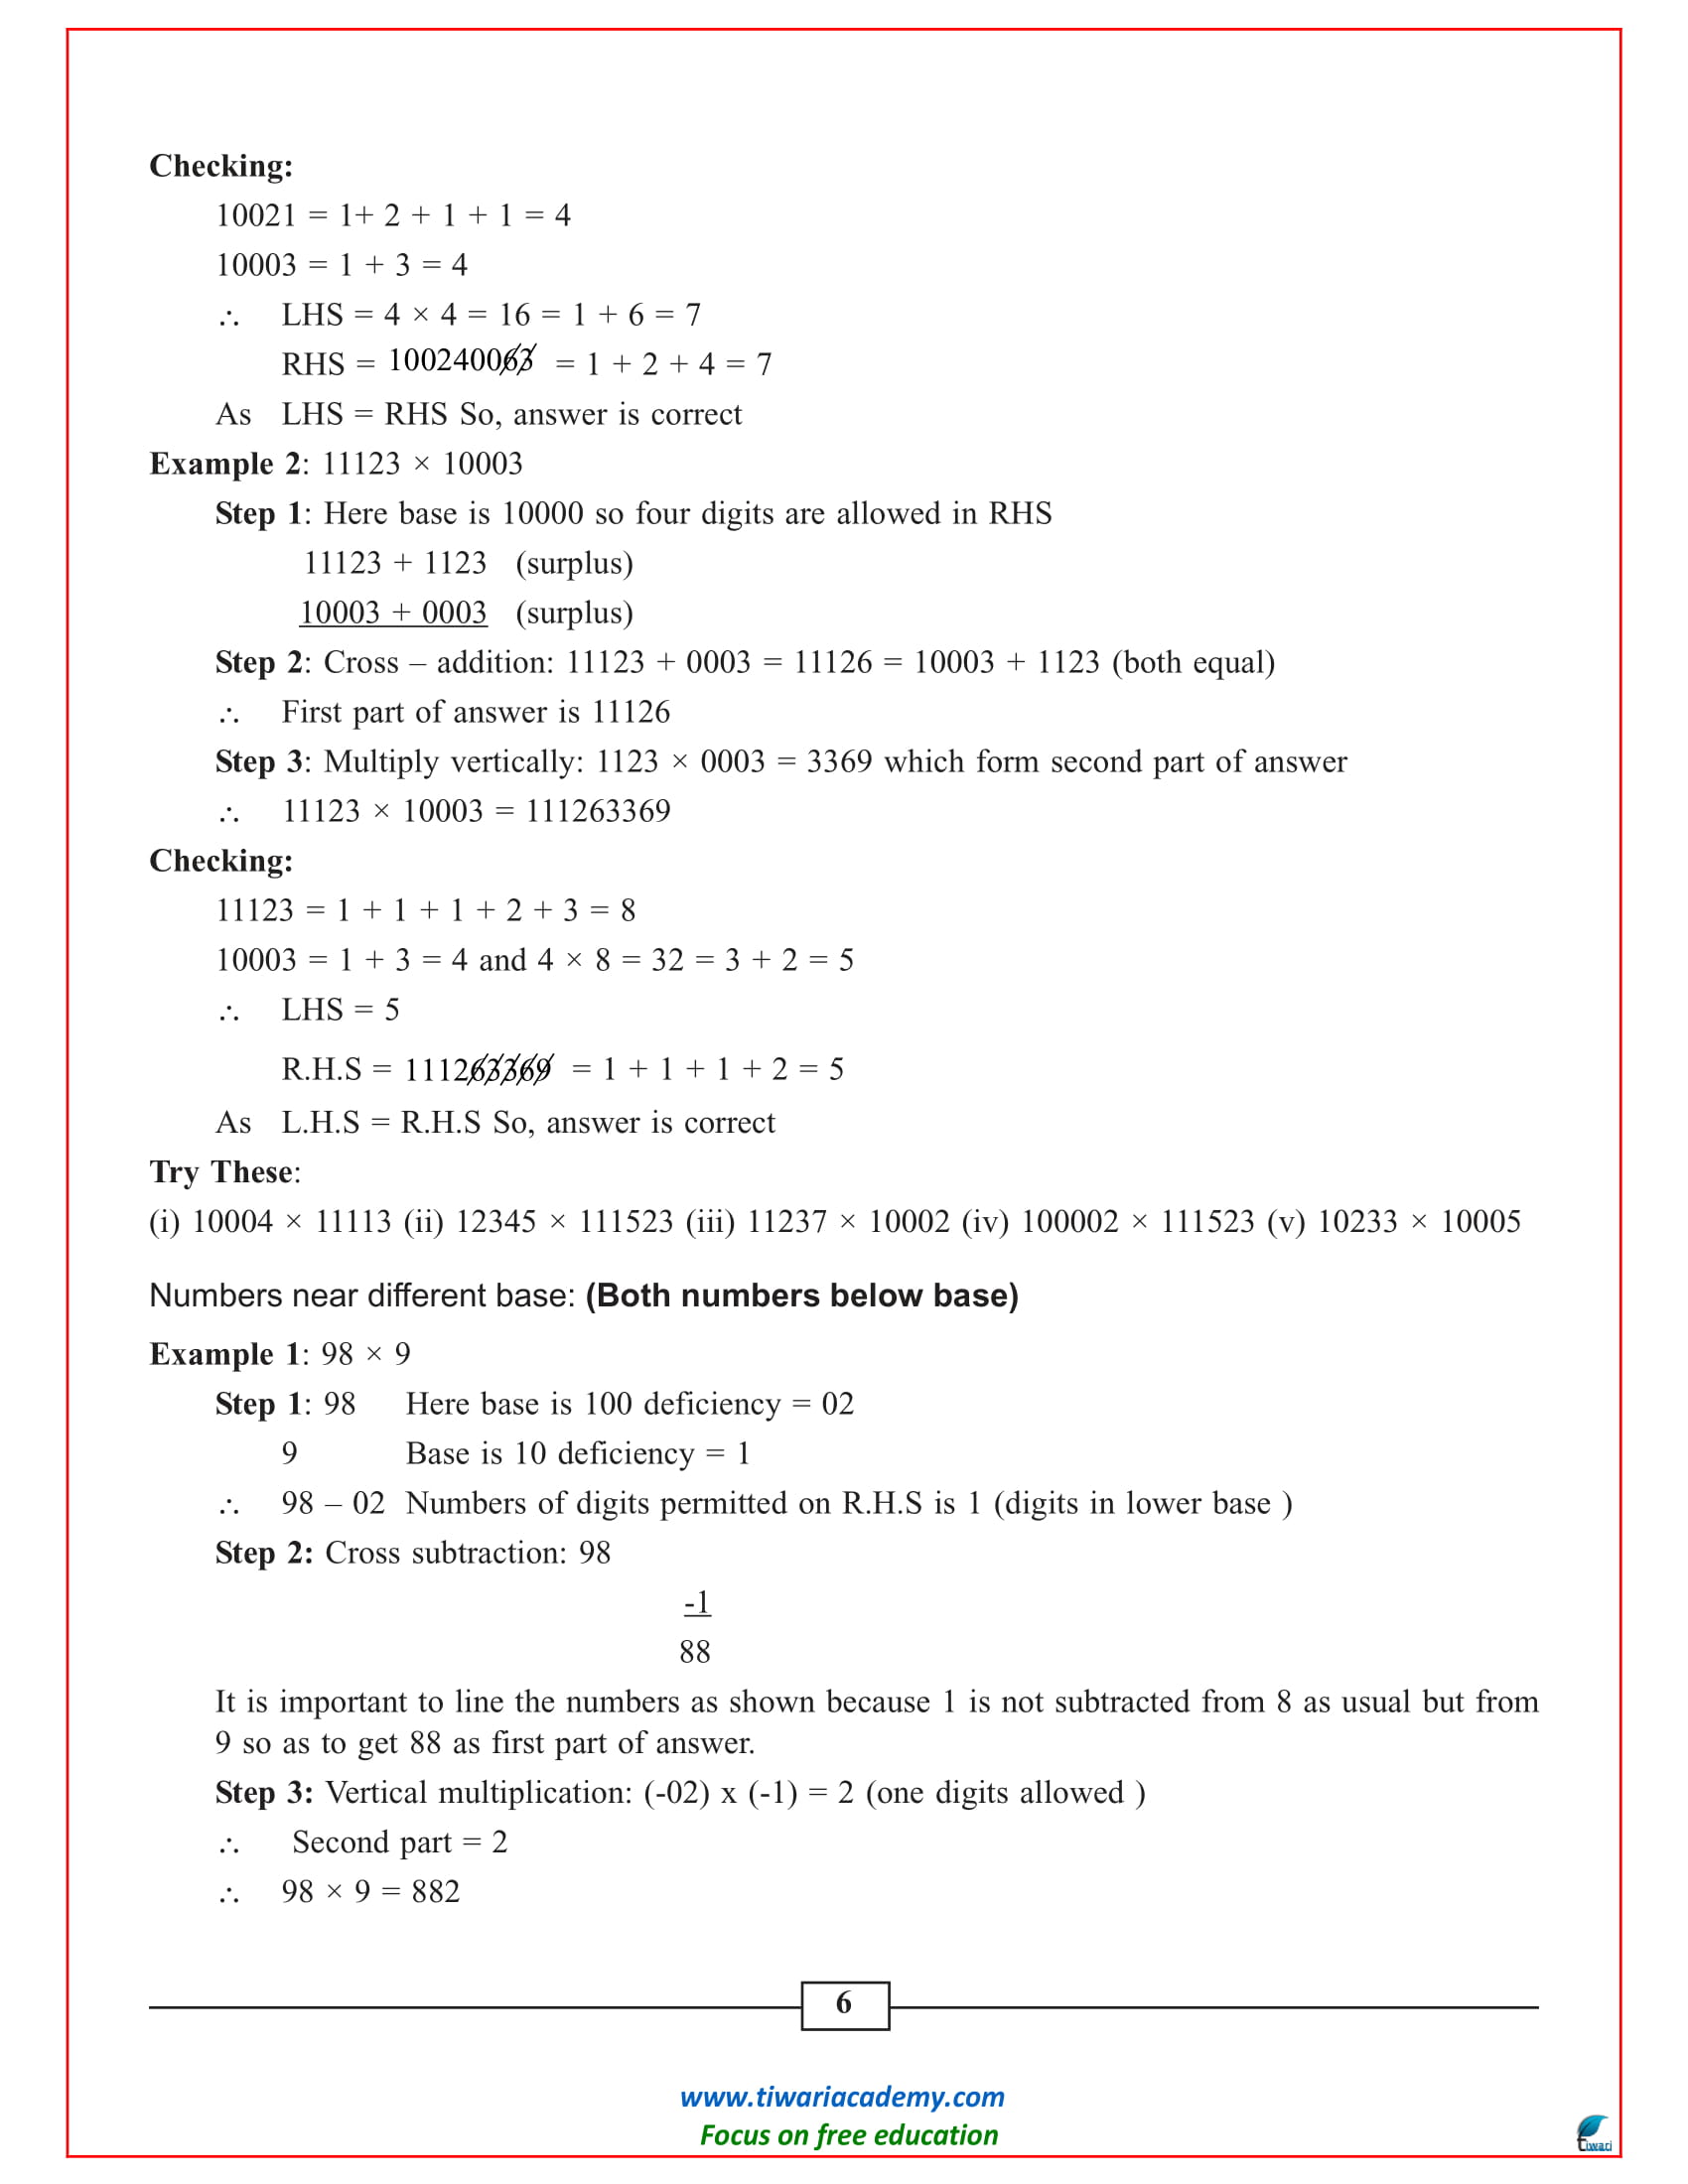 Checking:
10021 = 1+ 2 + 1 + 1 = 4
10003 = 1 + 3 = 4
∴ LHS = 4 × 4 = 16 = 1 + 6 = 7
RHS = 100240063 = 1 + 2 + 4 = 7
As LHS = RHS So, answer is correct
Example 2: 11123 × 10003
Step 1: Here base is 10000 so four digits are allowed in RHS
11123 + 1123 (surplus)
10003 + 0003 (surplus)
Step 2: Cross – addition: 11123 + 0003 = 11126 = 10003 + 1123 (both equal)
∴ First part of answer is 11126
Step 3: Multiply vertically: 1123 × 0003 = 3369 which form second part of answer
∴ 11123 × 10003 = 111263369
Checking:
11123 = 1 + 1 + 1 + 2 + 3 = 8
10003 = 1 + 3 = 4 and 4 × 8 = 32 = 3 + 2 = 5
∴ LHS = 5
R.H.S = 111263369 = 1 + 1 + 1 + 2 = 5
As L.H.S = R.H.S So, answer is correct
Try These:
(i) 10004 × 11113 (ii) 12345 × 111523 (iii) 11237 × 10002 (iv) 100002 × 111523 (v) 10233 × 10005
Numbers near different base: (Both numbers below base)
Example 1: 98 × 9
Step 1: 98 Here base is 100 deficiency = 02
9 Base is 10 deficiency = 1
∴ 98 – 02 Numbers of digits permitted on R.H.S is 1 (digits in lower base )
Step 2: Cross subtraction: 98
-1
88
It is important to line the numbers as shown because 1 is not subtracted from 8 as usual but from
9 so as to get 88 as first part of answer.
Step 3: Vertical multiplication: (-02) x (-1) = 2 (one digits allowed )
∴ Second part = 2
∴ 98 × 9 = 882
6
www.tiwariacademy.com
Focus on free education
Tiwari